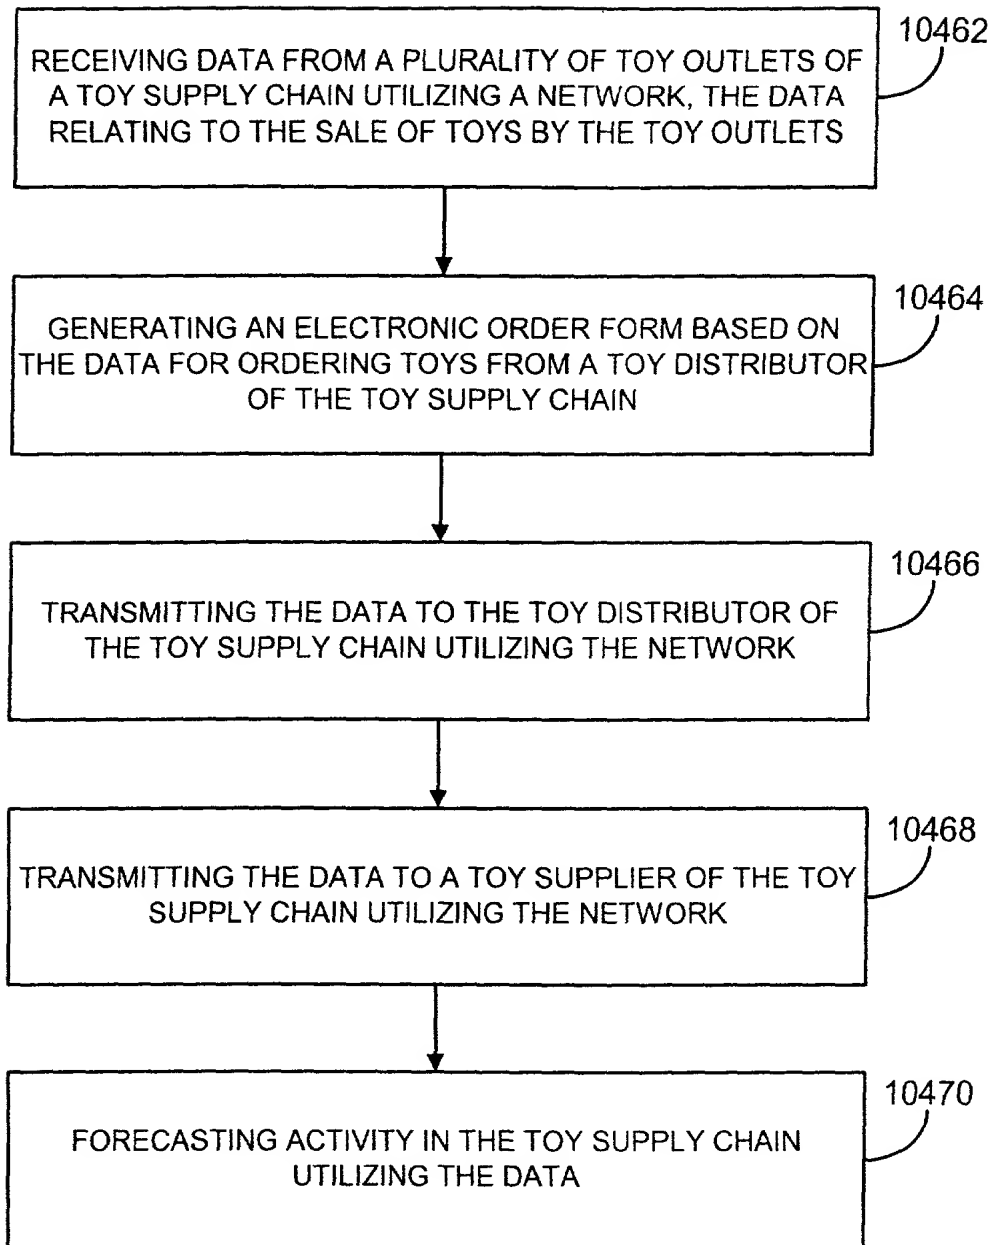 10462
RECEIVING DATA FROM A PLURALITY OF TOY OUTLETS OF
A TOY SUPPLY CHAIN UTILIZING A NETWORK, THE DATA
RELATING TO THE SALE OF TOYS BY THE TOY OUTLETS
10464
GENERATING AN ELECTRONIC ORDER FORM BASED ON
THE DATA FOR ORDERING TOYS FROM A TOY DISTRIBUTOR
OF THE TOY SUPPLY CHAIN
10466
TRANSMITTING THE DATA TO THE TOY DISTRIBUTOR OF
THE TOY SUPPLY CHAIN UTILIZING THE NETWORK
10468
TRANSMITTING THE DATA TO A TOY SUPPLIER OF THE TOY
SUPPLY CHAIN UTILIZING THE NETWORK
10470
FORECASTING ACTIVITY IN THE TOY SUPPLY CHAIN
UTILIZING THE DATA